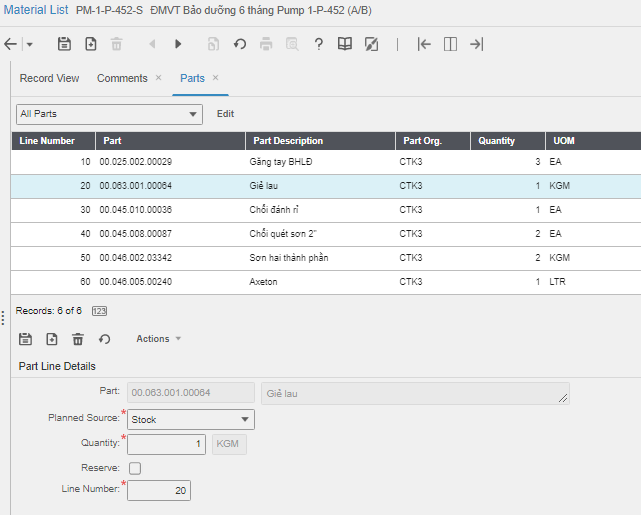 Material List PM-1-P-452-S ĐMVT Bảo dưỡng 6 tháng Pump 1-P-452 (A/B)
Record View Comments × Parts ×
All Parts Edit
Line Number Part Part Description Part Org. Quantity UOM
10 00.025.002.00029 Găng tay BHLĐ CTK3 3 EA
20 00.063.001.00064 Giẻ lau CTK3 1 KGM
30 00.045.010.00036 Chổi đánh rỉ CTK3 1 EA
40 00.045.008.00087 Chổi quét sơn 2" CTK3 2 EA
50 00.046.002.03342 Sơn hai thành phần CTK3 2 KGM
60 00.046.005.00240 Axeton CTK3 1 LTR
Records: 6 of 6 123
Actions
Part Line Details
Part: 00.063.001.00064 Giẻ lau
Planned Source:* Stock
Quantity:* 1 KGM
Reserve:
Line Number:* 20